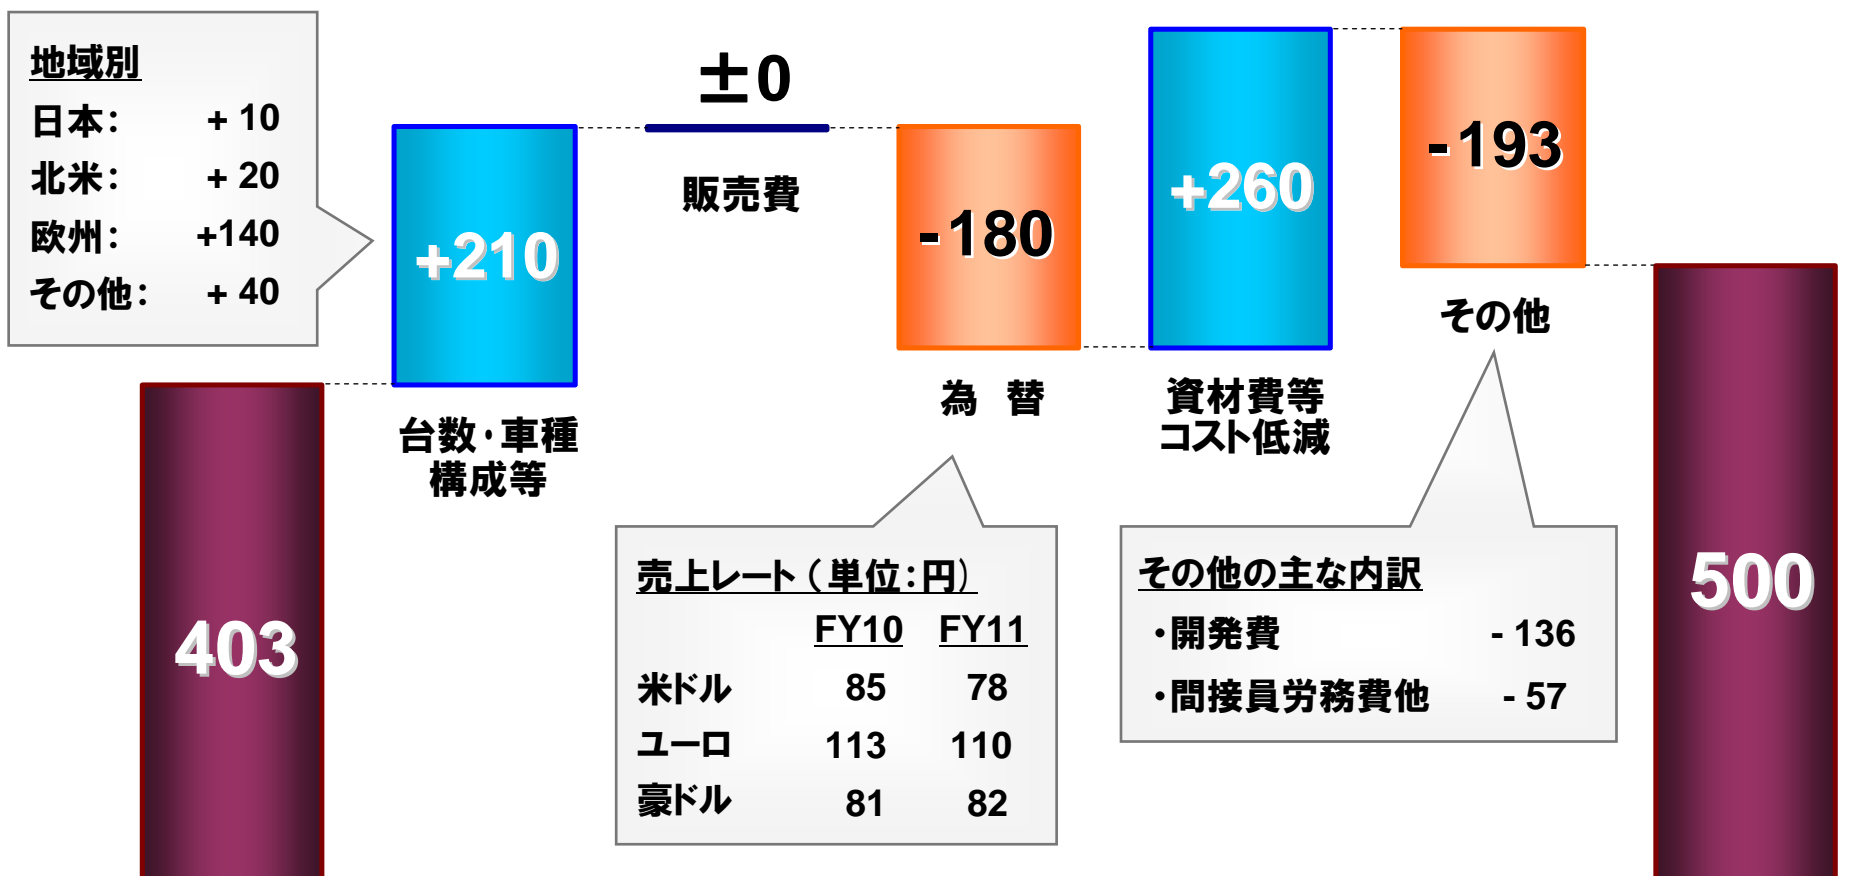 地域別
日本： + 10
北米： + 20
欧州： +140
その他： + 40
403
+210
台数・車種
構成等
±0
販売費
-180
為 替
売上レート（単位：円）
FY10 FY11
米ドル 85 78
ユーロ 113 110
豪ドル 81 82
+260
資材費等
コスト低減
-193
その他
その他の主な内訳
・開発費 - 136
・間接員労務費他 - 57
500